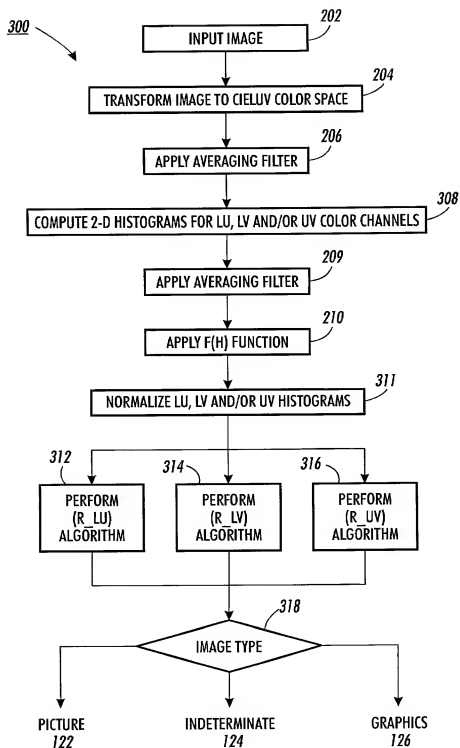 300
202
INPUT IMAGE
204
TRANSFORM IMAGE TO CIELUV COLOR SPACE
206
APPLY AVERAGING FILTER
308
COMPUTE 2-D HISTOGRAMS FOR LU, LV AND/OR UV COLOR CHANNELS
209
APPLY AVERAGING FILTER
210
APPLY F(H) FUNCTION
311
NORMALIZE LU, LV AND/OR UV HISTOGRAMS
312
PERFORM
(R_LU)
ALGORITHM
314
PERFORM
(R_LV)
ALGORITHM
316
PERFORM
(R_UV)
ALGORITHM
318
IMAGE TYPE
PICTURE
122
INDETERMINATE
124
GRAPHICS
126